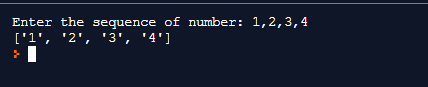 Enter the sequence of number: 1,2,3,4
['1', '2', '3', '4']
>